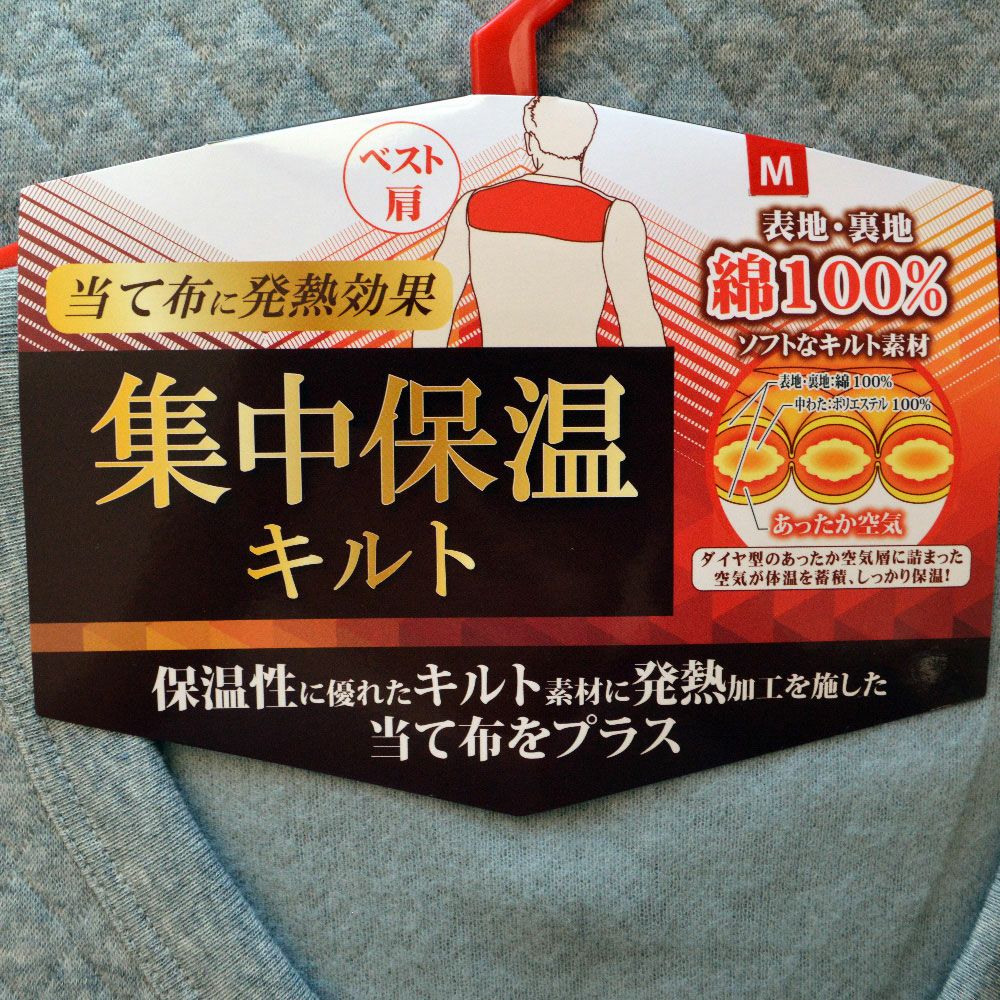 ベスト
肩
M
当て布に発熱効果
集中保温
キルト
表地・裏地
綿100%
ソフトなキルト素材
表地・裏地:綿100%
中わた:ポリエステル100%
あったか空気
ダイヤ型のあったか空気層に詰まった
空気が体温を蓄積、しっかり保温!
保温性に優れたキルト素材に発熱加工を施した
当て布をプラス